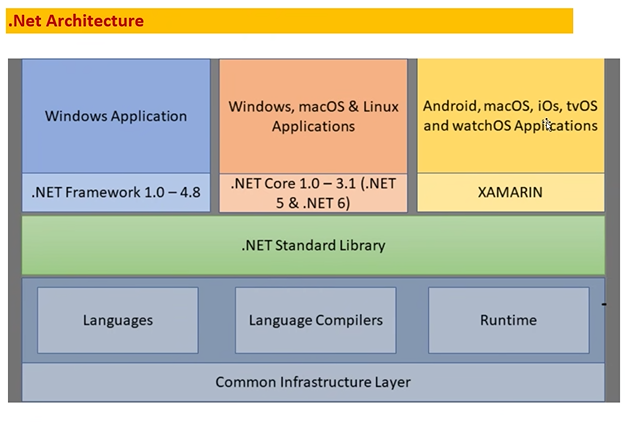 .Net Architecture
Windows Application
Windows, macOS & Linux
Applications
Android, macOS, iOs, tvOS
and watchOS Applications
.NET Framework 1.0 – 4.8
.NET Core 1.0 – 3.1 (.NET
5 & .NET 6)
XAMARIN
.NET Standard Library
Languages
Language Compilers
Runtime
Common Infrastructure Layer